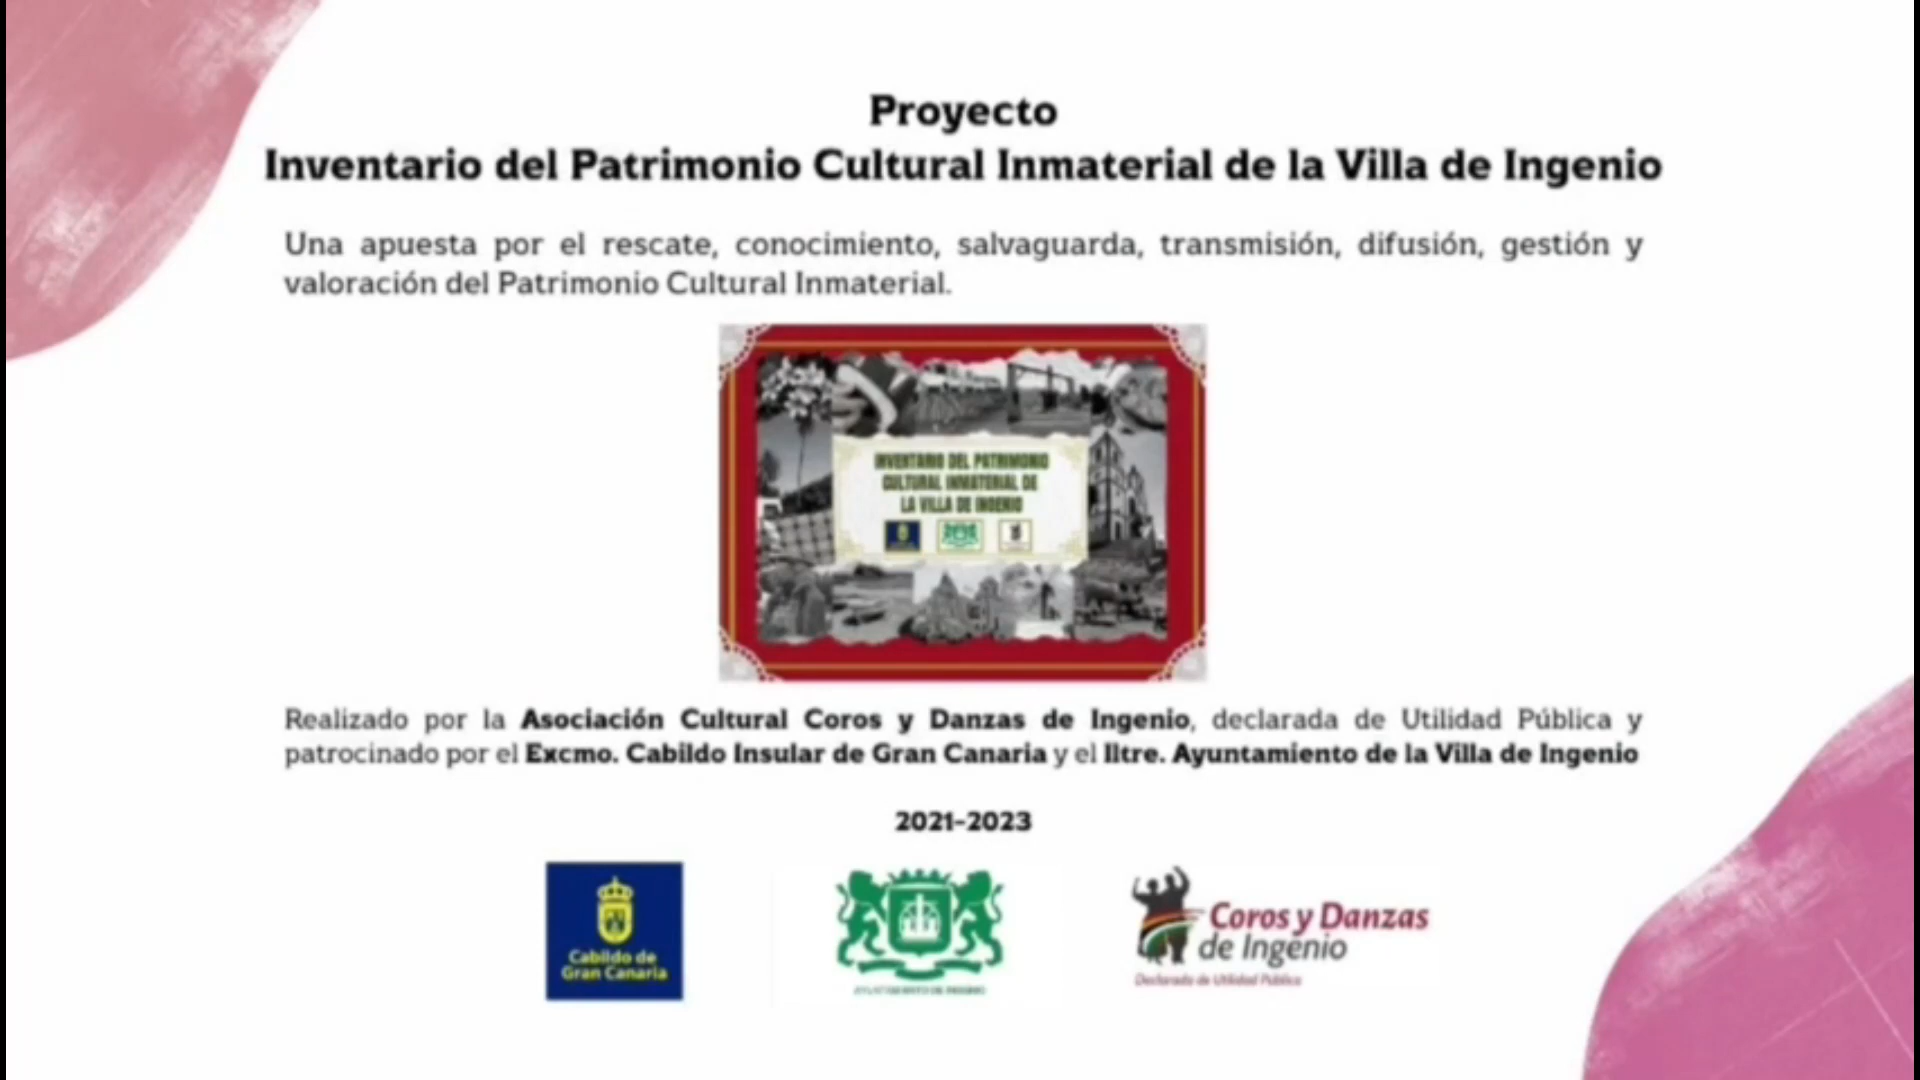 Proyecto
Inventario del Patrimonio Cultural Inmaterial de la Villa de Ingenio
Una apuesta por el rescate, conocimiento, salvaguarda, transmisión, difusión, gestión y
valoración del Patrimonio Cultural Inmaterial.
INVENTARIO DEL PATRIMONIO
CULTURAL INMATERIAL DE
LA VILLA DE INGENIO
Realizado por la Asociación Cultural Coros y Danzas de Ingenio, declarada de Utilidad Pública y
patrocinado por el Excmo. Cabildo Insular de Gran Canaria y el Iltre. Ayuntamiento de la Villa de Ingenio
2021-2023
Cabildo de
Gran Canaria
AYUNTAMIENTO DE INGENIO
Coros y Danzas
de Ingenio
Declarada de Utilidad Pública